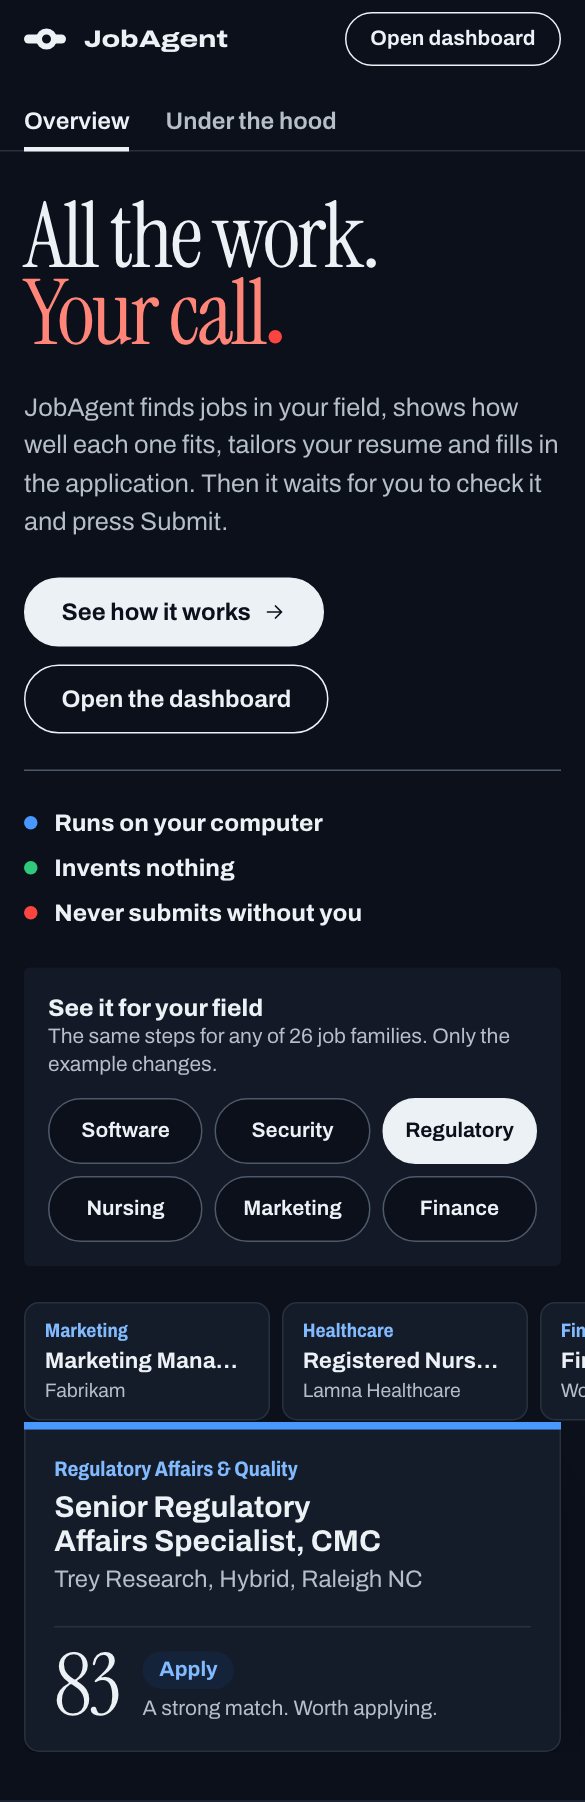 JobAgent
Open dashboard
Overview
Under the hood
All the work.
Your call.
JobAgent finds jobs in your field, shows how
well each one fits, tailors your resume and fills in
the application. Then it waits for you to check it
and press Submit.
See how it works →
Open the dashboard
Runs on your computer
Invents nothing
Never submits without you
See it for your field
The same steps for any of 26 job families. Only the
example changes.
Software
Security
Regulatory
Nursing
Marketing
Finance
Marketing
Marketing Mana...
Fabrikam
Healthcare
Registered Nurs...
Lamna Healthcare
Regulatory Affairs & Quality
Senior Regulatory
Affairs Specialist, CMC
Trey Research, Hybrid, Raleigh NC
83
Apply
A strong match. Worth applying.